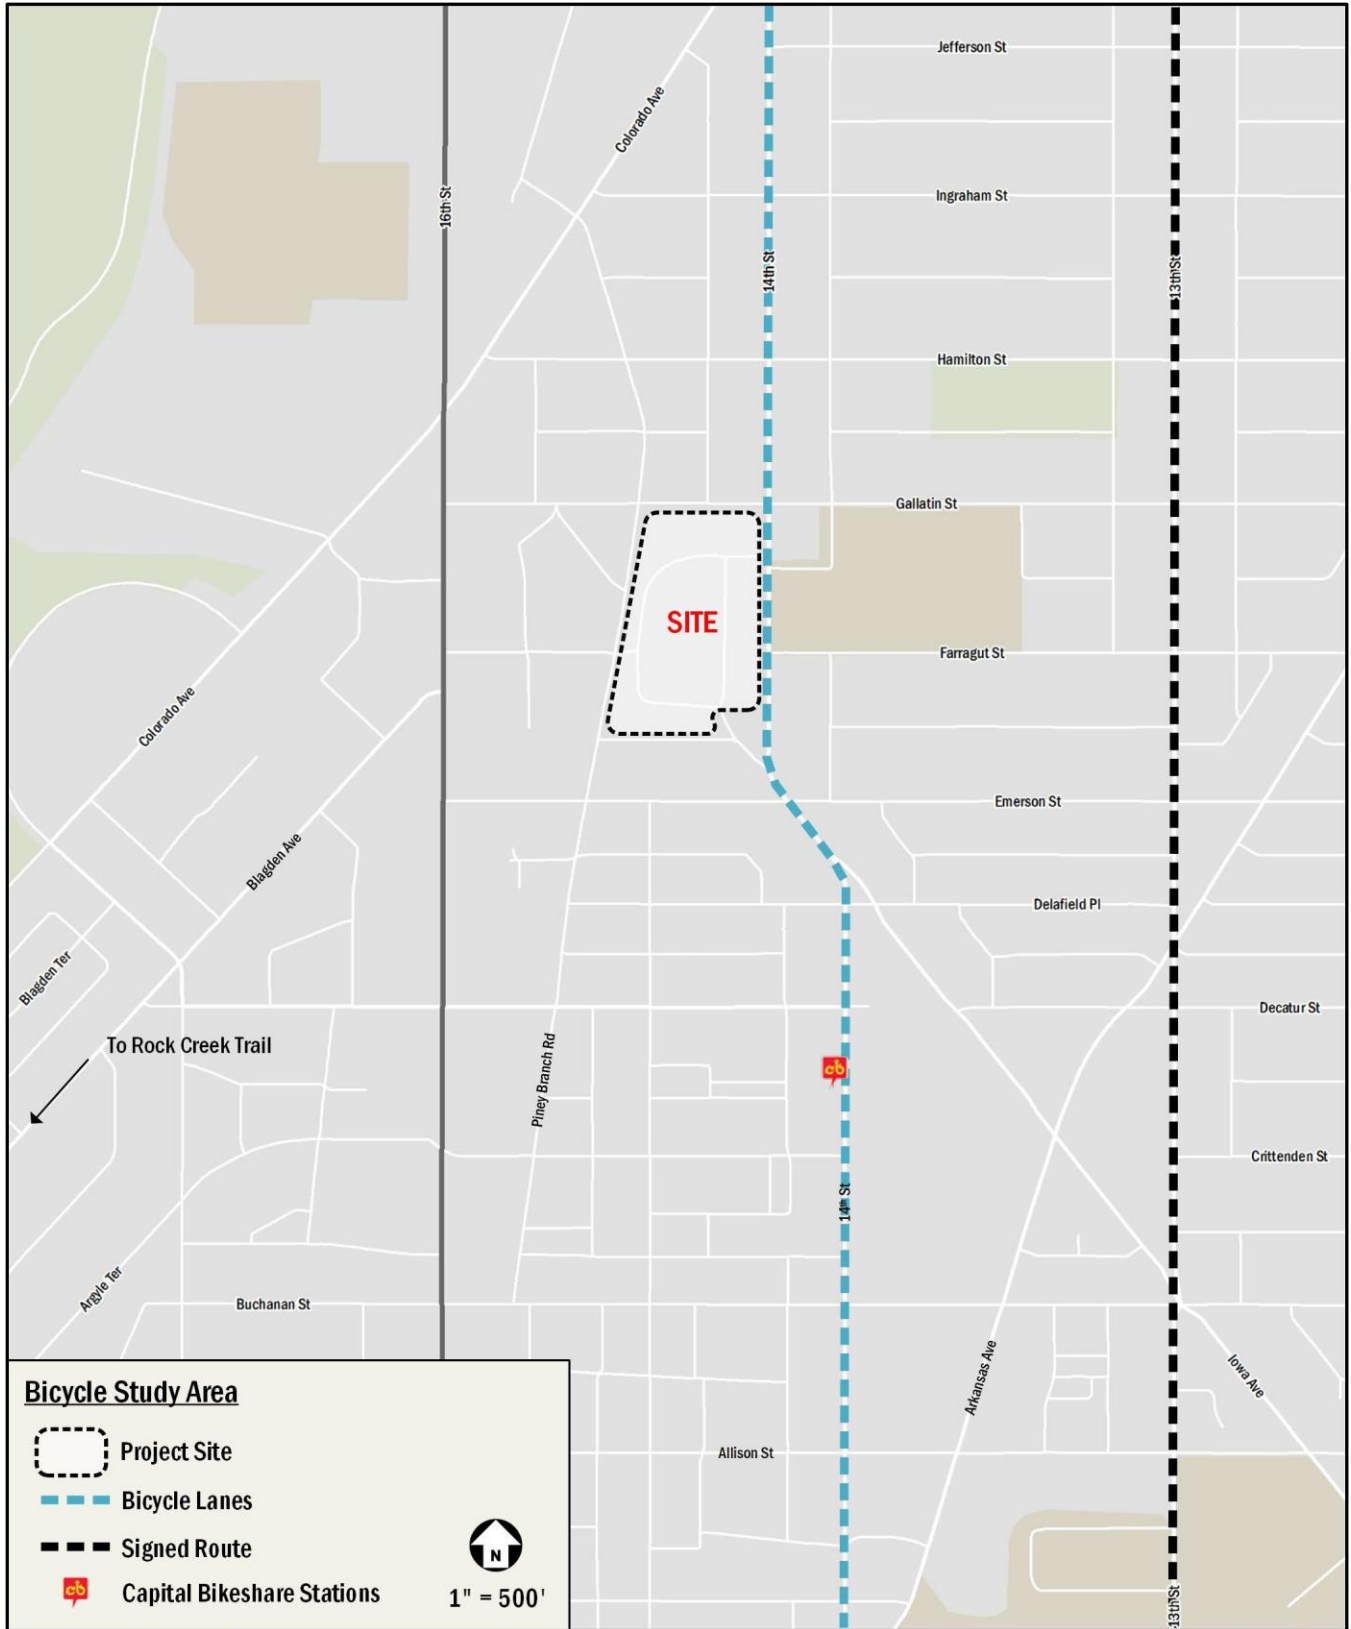 Jefferson St
Colorado Ave
16th St
Ingraham St
14th St
13th St
Hamilton St
Gallatin St
SITE
Farragut St
Colorado Ave
Emerson St
Blagden Ave
Delafield Pl
Blagden Ter
Decatur St
To Rock Creek Trail
cb
Piney Branch Rd
Crittenden St
14th St
Argyle Ter
Buchanan St
Arkansas Ave
Iowa Ave
Allison St
13th St
Bicycle Study Area
Project Site
Bicycle Lanes
Signed Route
cb Capital Bikeshare Stations
N
1" = 500'